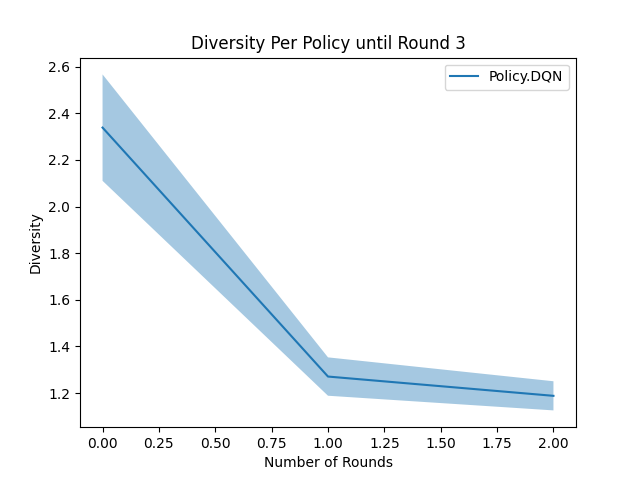 Diversity Per Policy until Round 3
Policy.DQN
2.6
2.4
2.2
2.0
1.8
1.6
1.4
1.2
Diversity
0.00 0.25 0.50 0.75 1.00 1.25 1.50 1.75 2.00
Number of Rounds